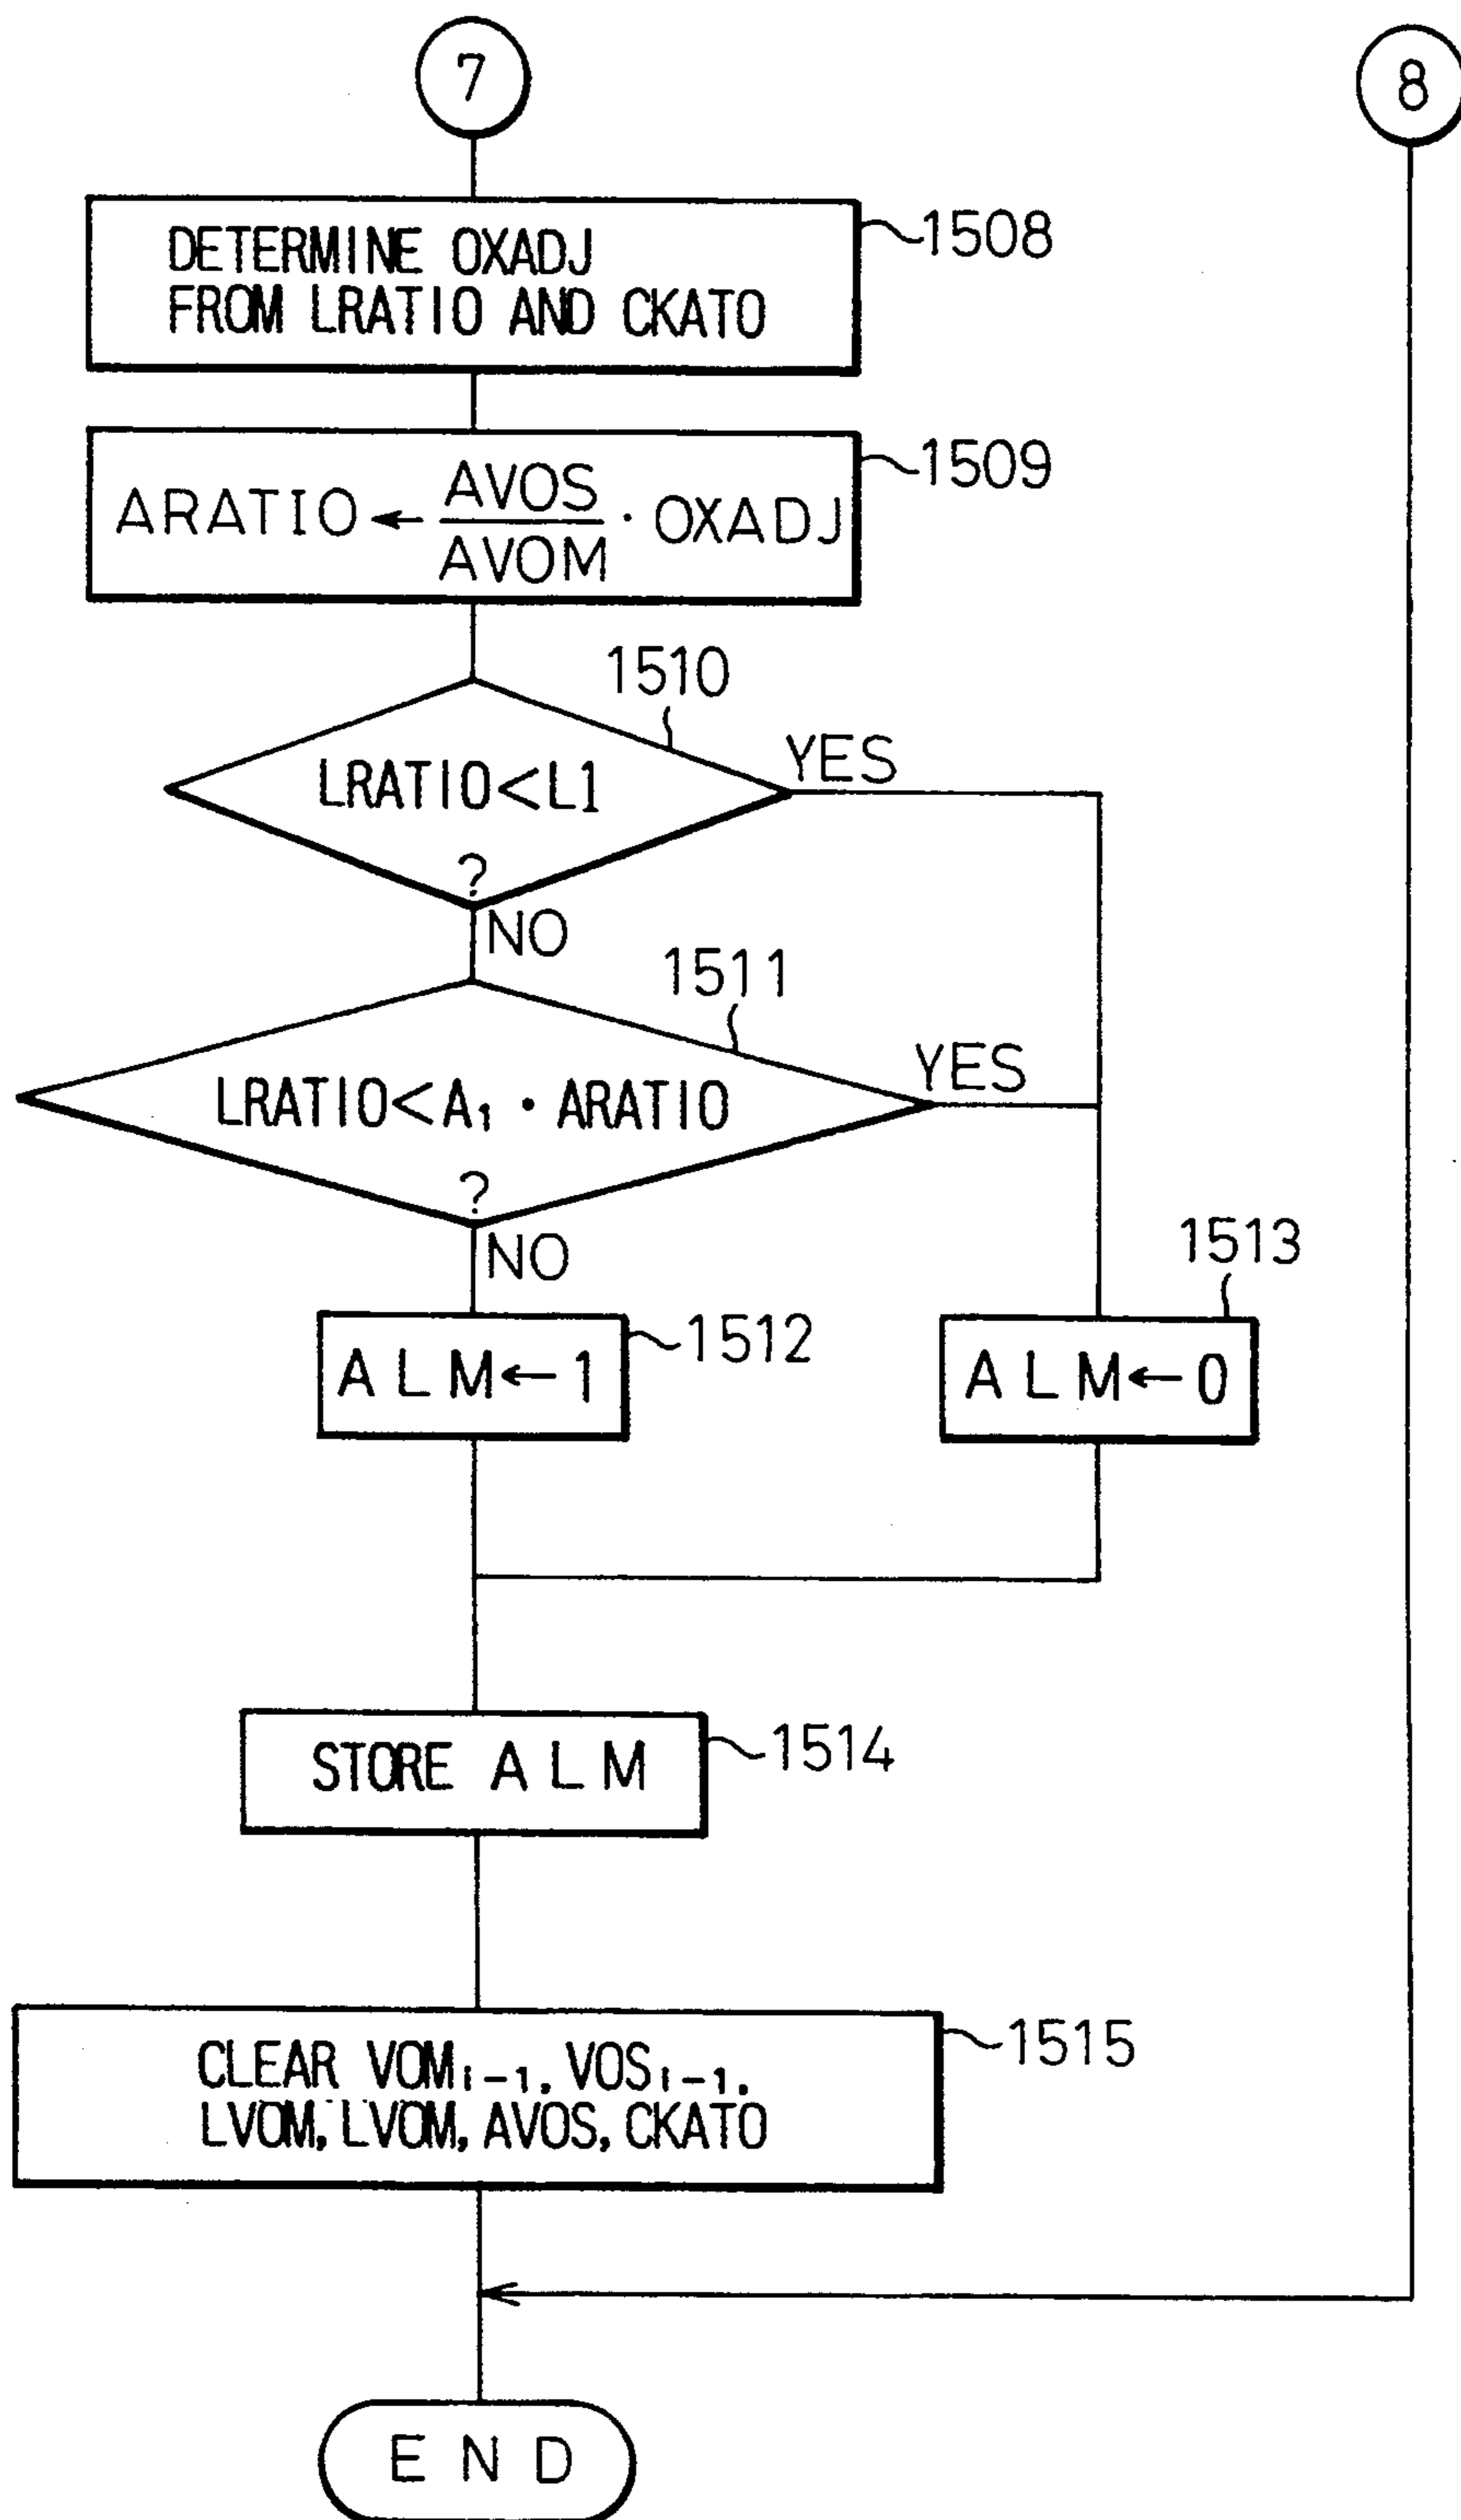 7
8
DETERMINE OXADJ
FROM LRATIO AND CKATO
1508
ARATIO ← AVOS/AVOM · OXADJ
1509
1510
LRATIO<L1
?
YES
NO
1511
LRATIO<A₁ · ARATIO
?
YES
NO
ALM←1
1512
1513
ALM←0
STORE ALM
1514
CLEAR VOMi-1, VOSi-1,
LVOM, LVOM, AVOS, CKATO
1515
END